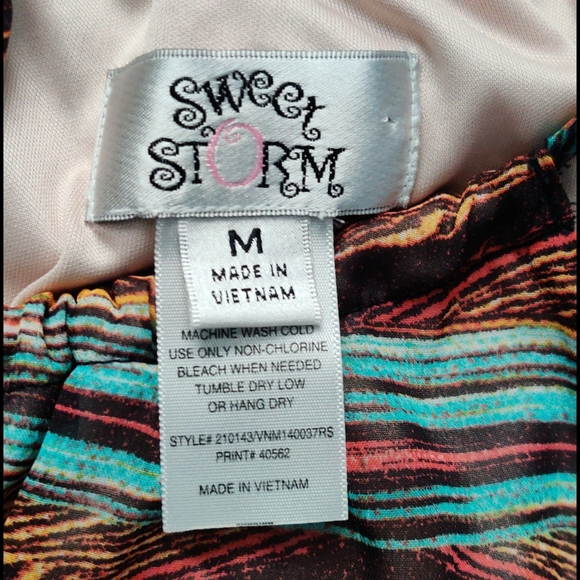 SWeet
STORM
M
MADE IN
VIETNAM
MACHINE WASH COLD
USE ONLY NON-CHLORINE
BLEACH WHEN NEEDED
TUMBLE DRY LOW
OR HANG DRY
STYLE# 210143/VNM140037RS
PRINT# 40562
MADE IN VIETNAM